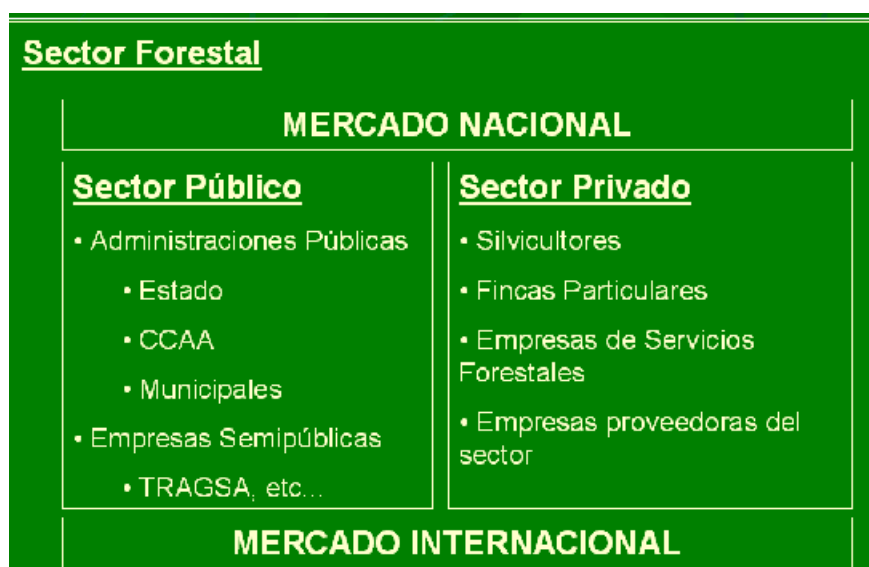 Sector Forestal
MERCADO NACIONAL
Sector Público
• Administraciones Públicas
• Estado
• CCAA
• Municipales
• Empresas Semipúblicas
• TRAGSA, etc...
Sector Privado
• Silvicultores
• Fincas Particulares
• Empresas de Servicios
Forestales
• Empresas proveedoras del
sector
MERCADO INTERNACIONAL